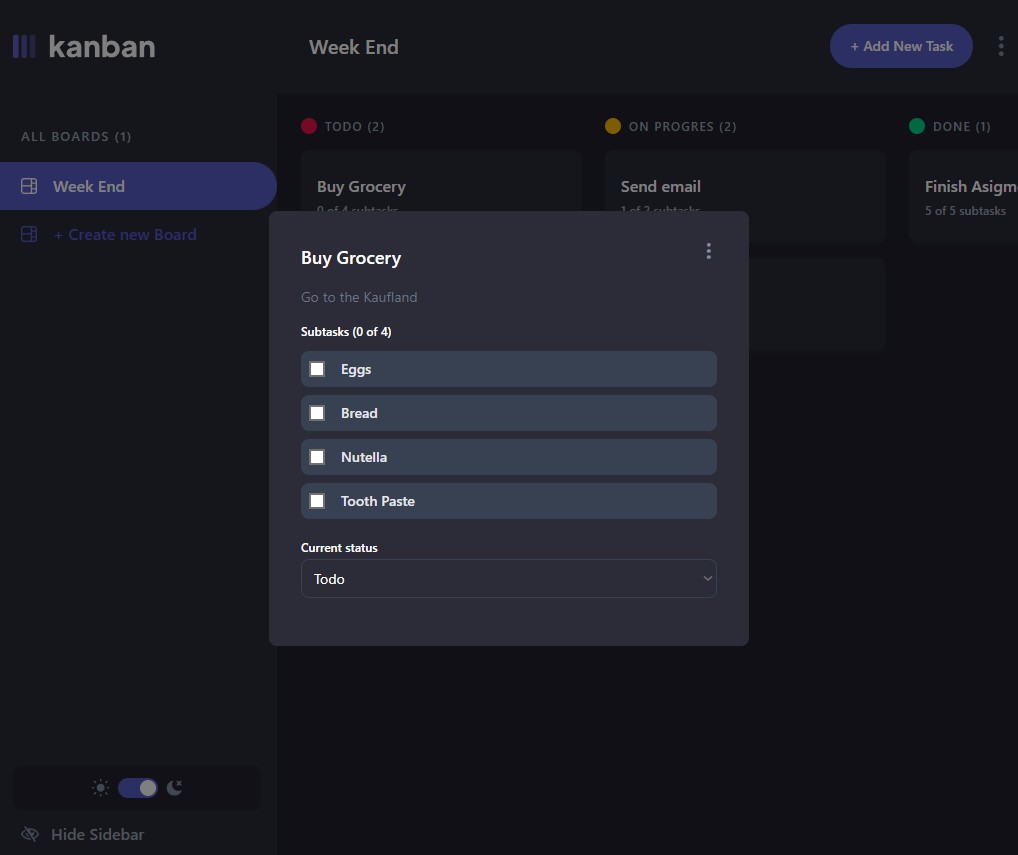 kanban
Week End
+ Add New Task
ALL BOARDS (1)
Week End
+ Create new Board
TODO (2)
Buy Grocery
0 of 4 subtasks
ON PROGRES (2)
Send email
1 of 2 subtasks
DONE (1)
Finish Asigm
5 of 5 subtasks
Buy Grocery
Go to the Kaufland
Subtasks (0 of 4)
Eggs
Bread
Nutella
Tooth Paste
Current status
Todo
Hide Sidebar